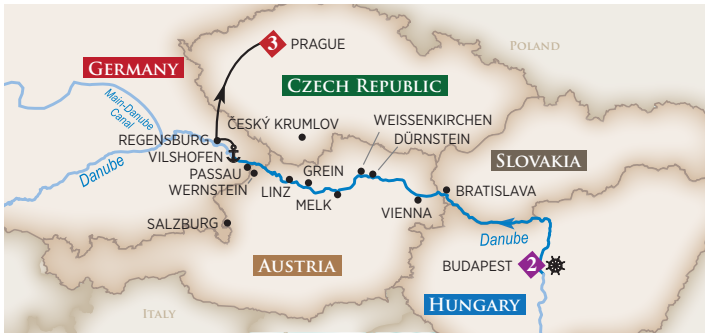 3 PRAGUE
POLAND
GERMANY
CZECH REPUBLIC
Main-Danube
Canal
ČESKÝ KRUMLOV
WEISSENKIRCHEN
DÜRNSTEIN
REGENSBURG
VILSHOFEN
Danube
PASSAU
WERNSTEIN
LINZ
GREIN
MELK
SLOVAKIA
BRATISLAVA
VIENNA
SALZBURG
Danube
AUSTRIA
BUDAPEST 2
HUNGARY
ITALY